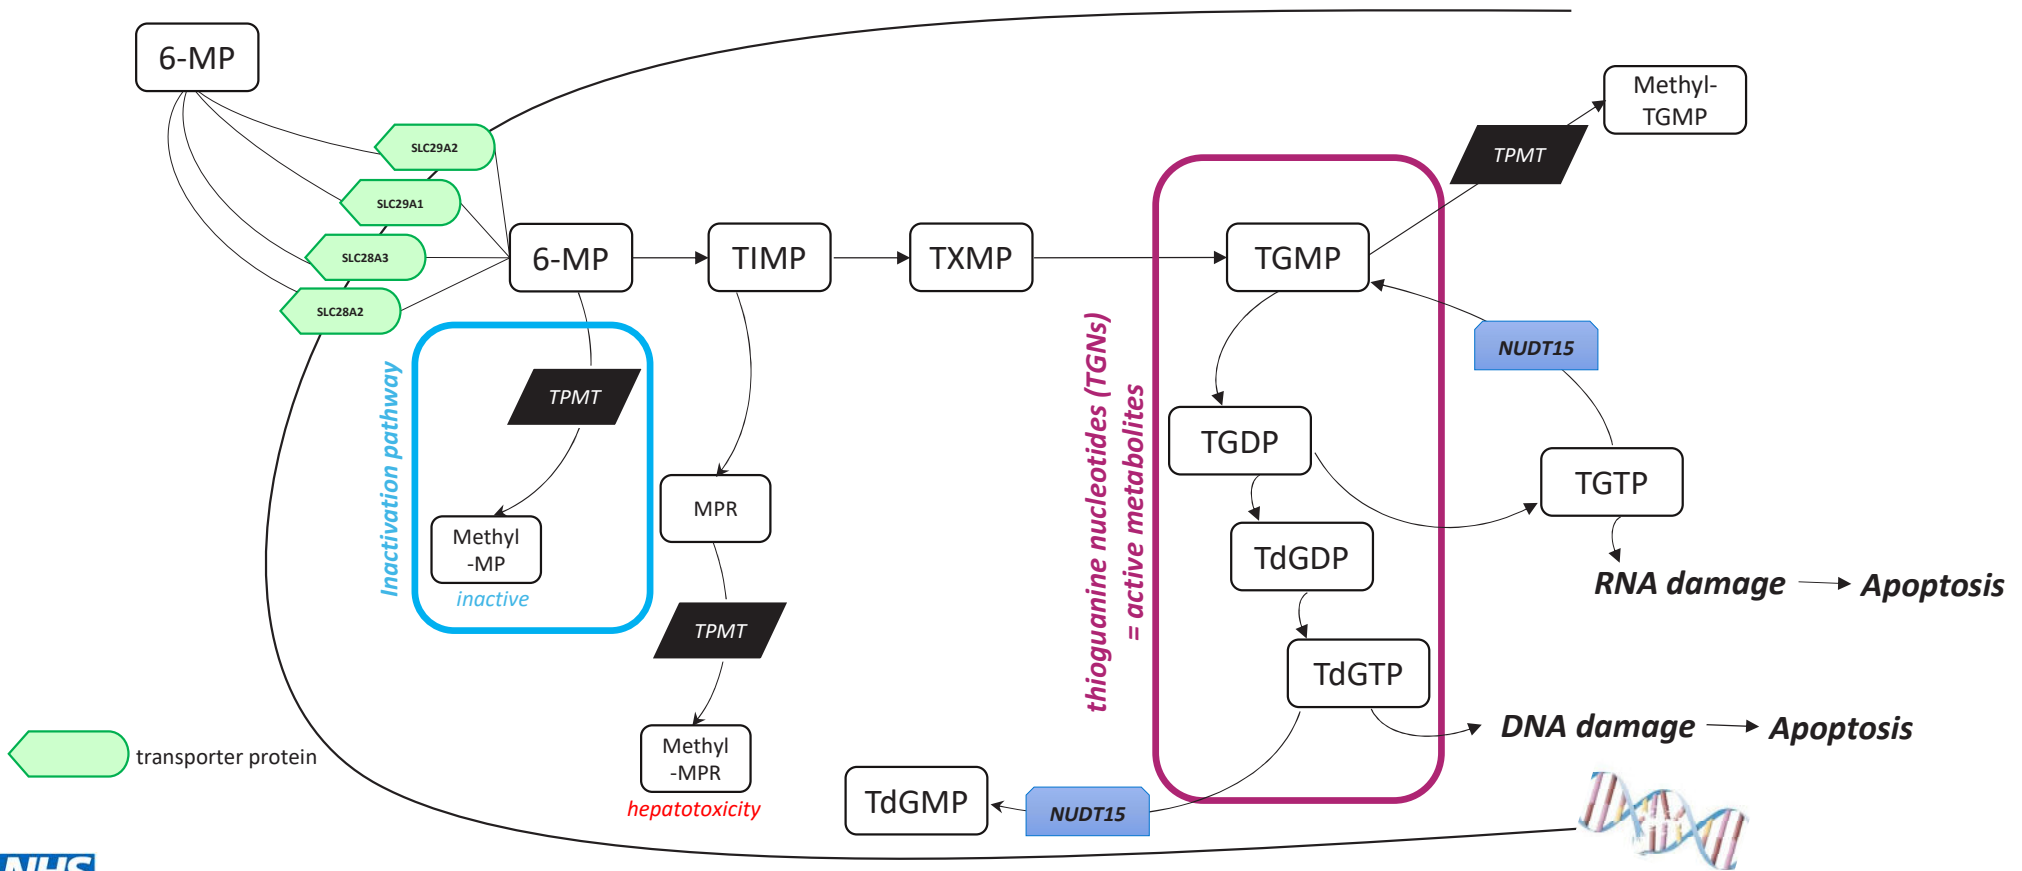 6-MP
SLC29A2
SLC29A1
SLC28A3
SLC28A2
6-MP
TIMP
TXMP
TGMP
TPMT
Methyl-
TGMP
Inactivation pathway
TPMT
Methyl
-MP
inactive
MPR
TPMT
Methyl
-MPR
hepatotoxicity
thioguanine nucleotides (TGNs)
= active metabolites
TGDP
TdGDP
TdGTP
NUDT15
TGTP
RNA damage
Apoptosis
DNA damage
Apoptosis
TdGMP
NUDT15
transporter protein
NHS